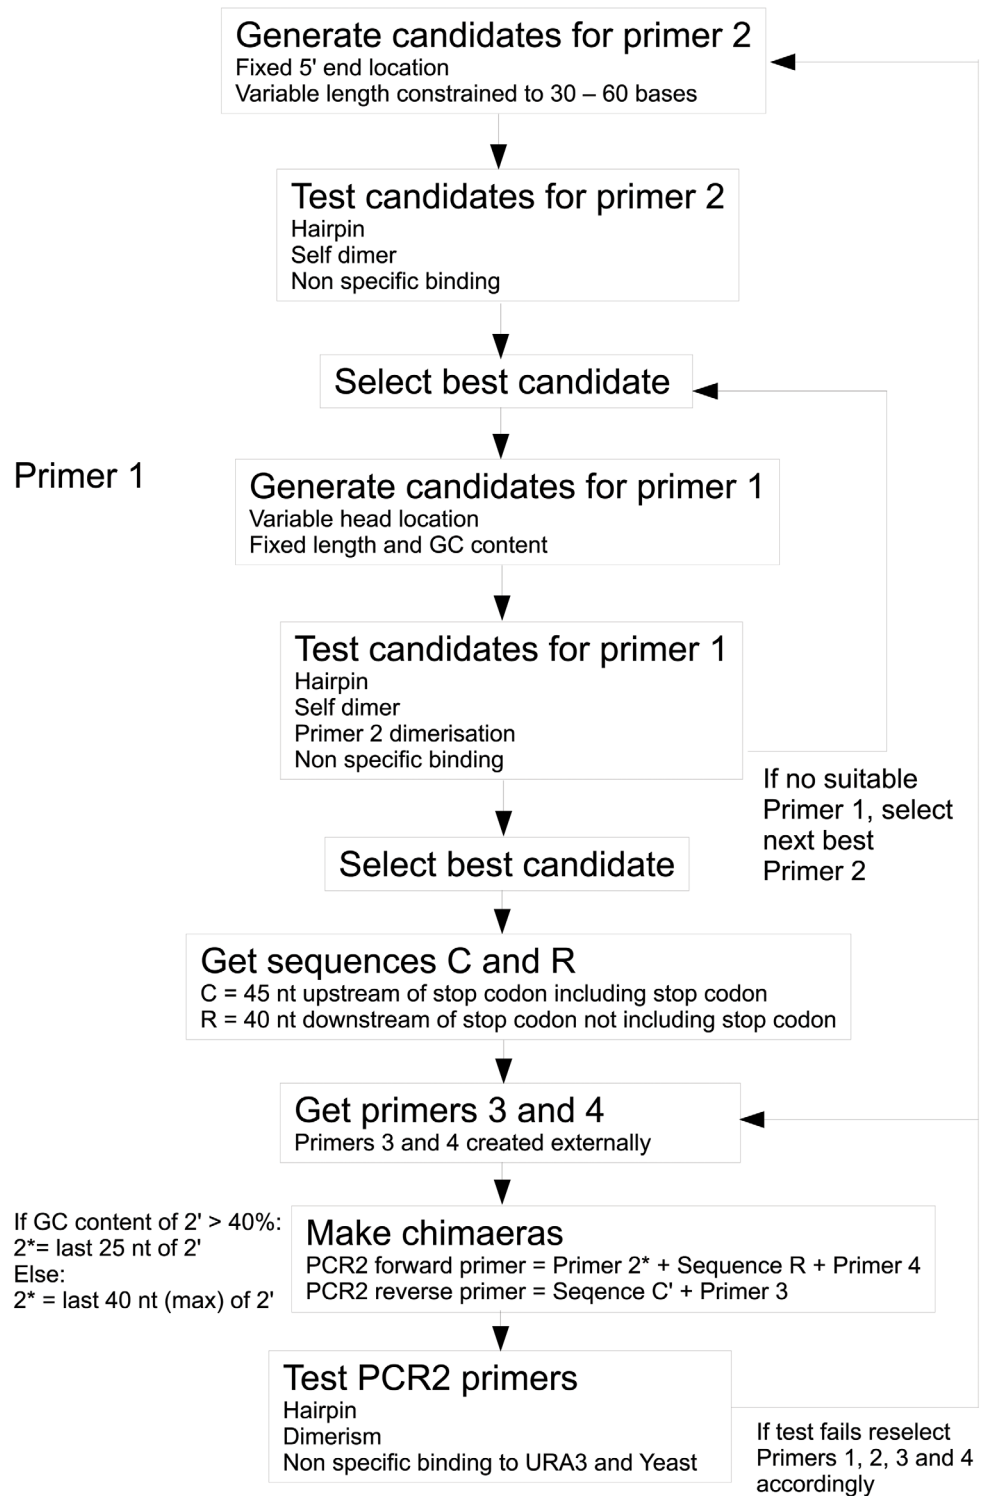 Generate candidates for primer 2
Fixed 5' end location
Variable length constrained to 30 – 60 bases
Test candidates for primer 2
Hairpin
Self dimer
Non specific binding
Select best candidate
Primer 1
Generate candidates for primer 1
Variable head location
Fixed length and GC content
Test candidates for primer 1
Hairpin
Self dimer
Primer 2 dimerisation
Non specific binding
If no suitable
Primer 1, select
next best
Primer 2
Select best candidate
Get sequences C and R
C = 45 nt upstream of stop codon including stop codon
R = 40 nt downstream of stop codon not including stop codon
Get primers 3 and 4
Primers 3 and 4 created externally
If GC content of 2' > 40%:
2*= last 25 nt of 2'
Else:
2* = last 40 nt (max) of 2'
Make chimaeras
PCR2 forward primer = Primer 2* + Sequence R + Primer 4
PCR2 reverse primer = Seqence C' + Primer 3
Test PCR2 primers
Hairpin
Dimerism
Non specific binding to URA3 and Yeast
If test fails reselect
Primers 1, 2, 3 and 4
accordingly